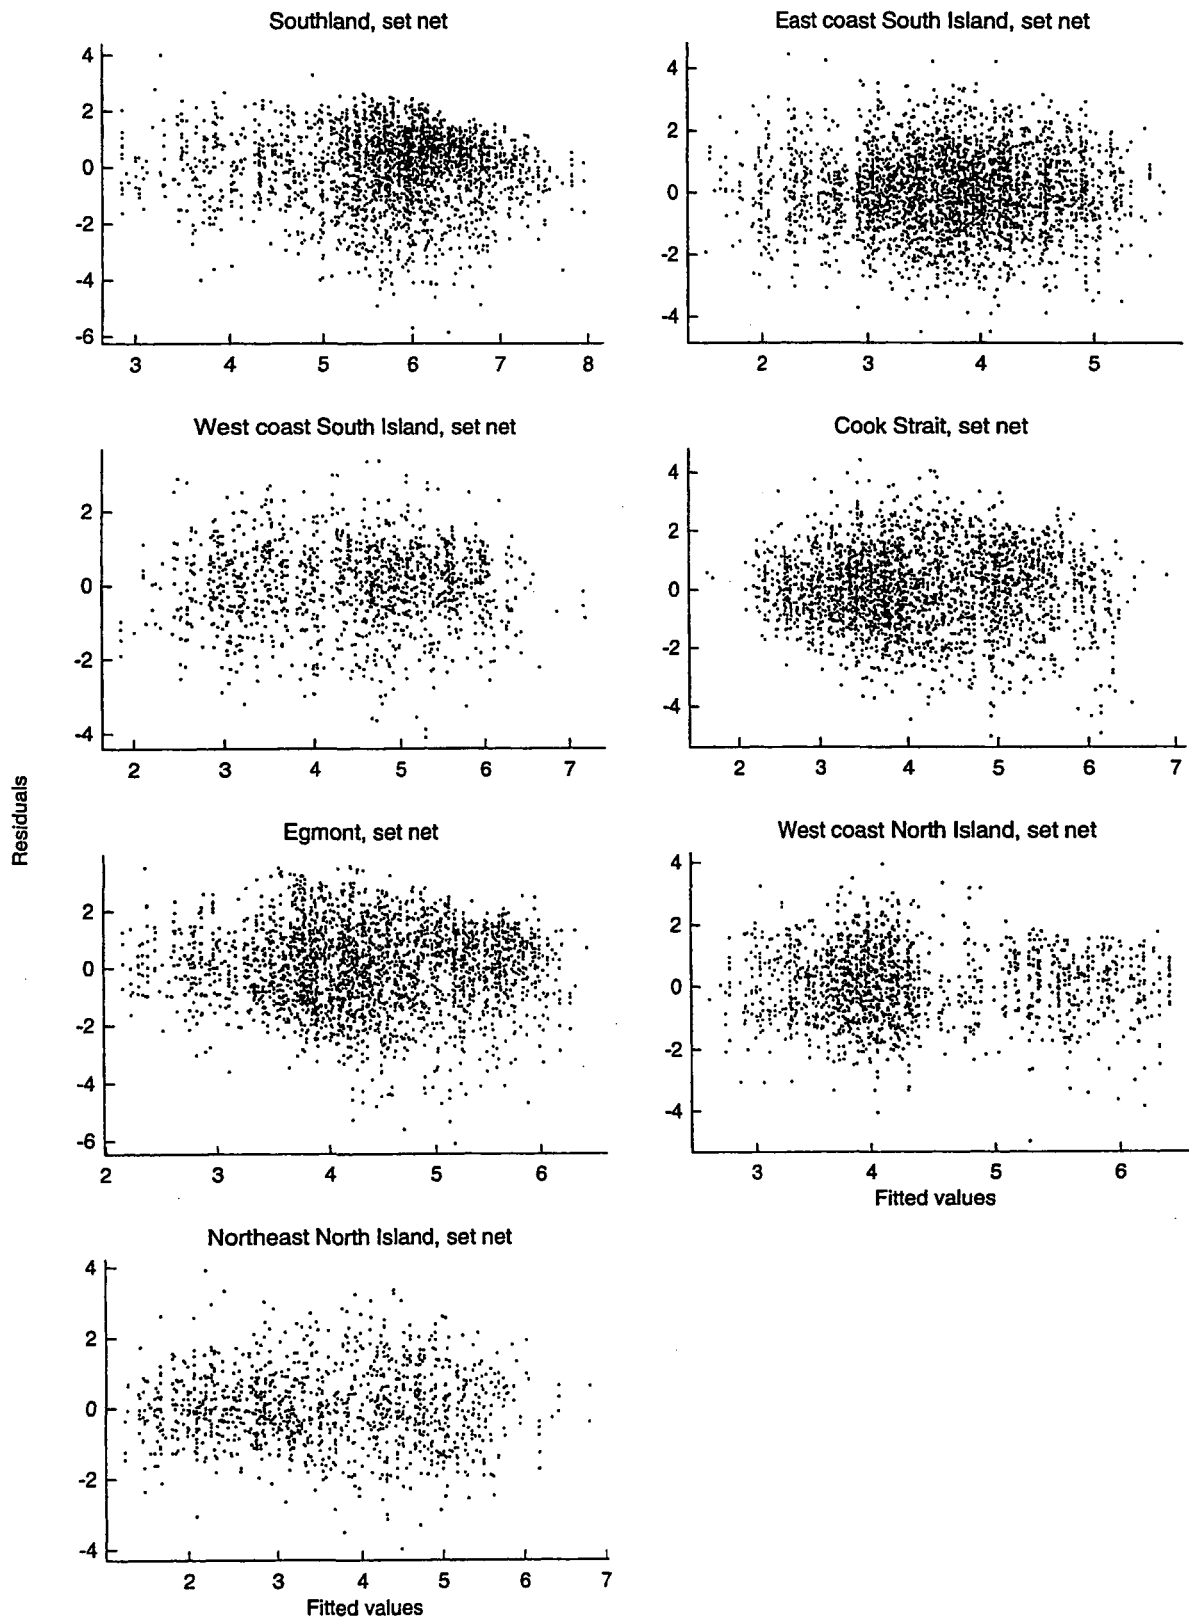 Southland, set net
4
2
0
-2
-4
-6
3 4 5 6 7 8
East coast South Island, set net
4
2
0
-2
-4
2 3 4 5
West coast South Island, set net
2
0
-2
-4
2 3 4 5 6 7
Cook Strait, set net
4
2
0
-2
-4
2 3 4 5 6 7
Residuals
Egmont, set net
2
0
-2
-4
-6
2 3 4 5 6
West coast North Island, set net
4
2
0
-2
-4
3 4 5 6
Fitted values
Northeast North Island, set net
4
2
0
-2
-4
2 3 4 5 6 7
Fitted values